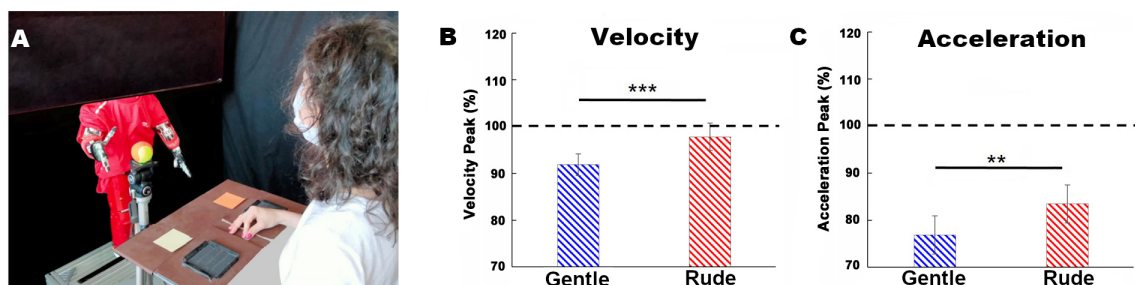 A
B
Velocity
Velocity Peak (%)
120
110
100
90
80
70
***
Gentle
Rude
C
Acceleration
Acceleration Peak (%)
120
110
100
90
80
70
**
Gentle
Rude